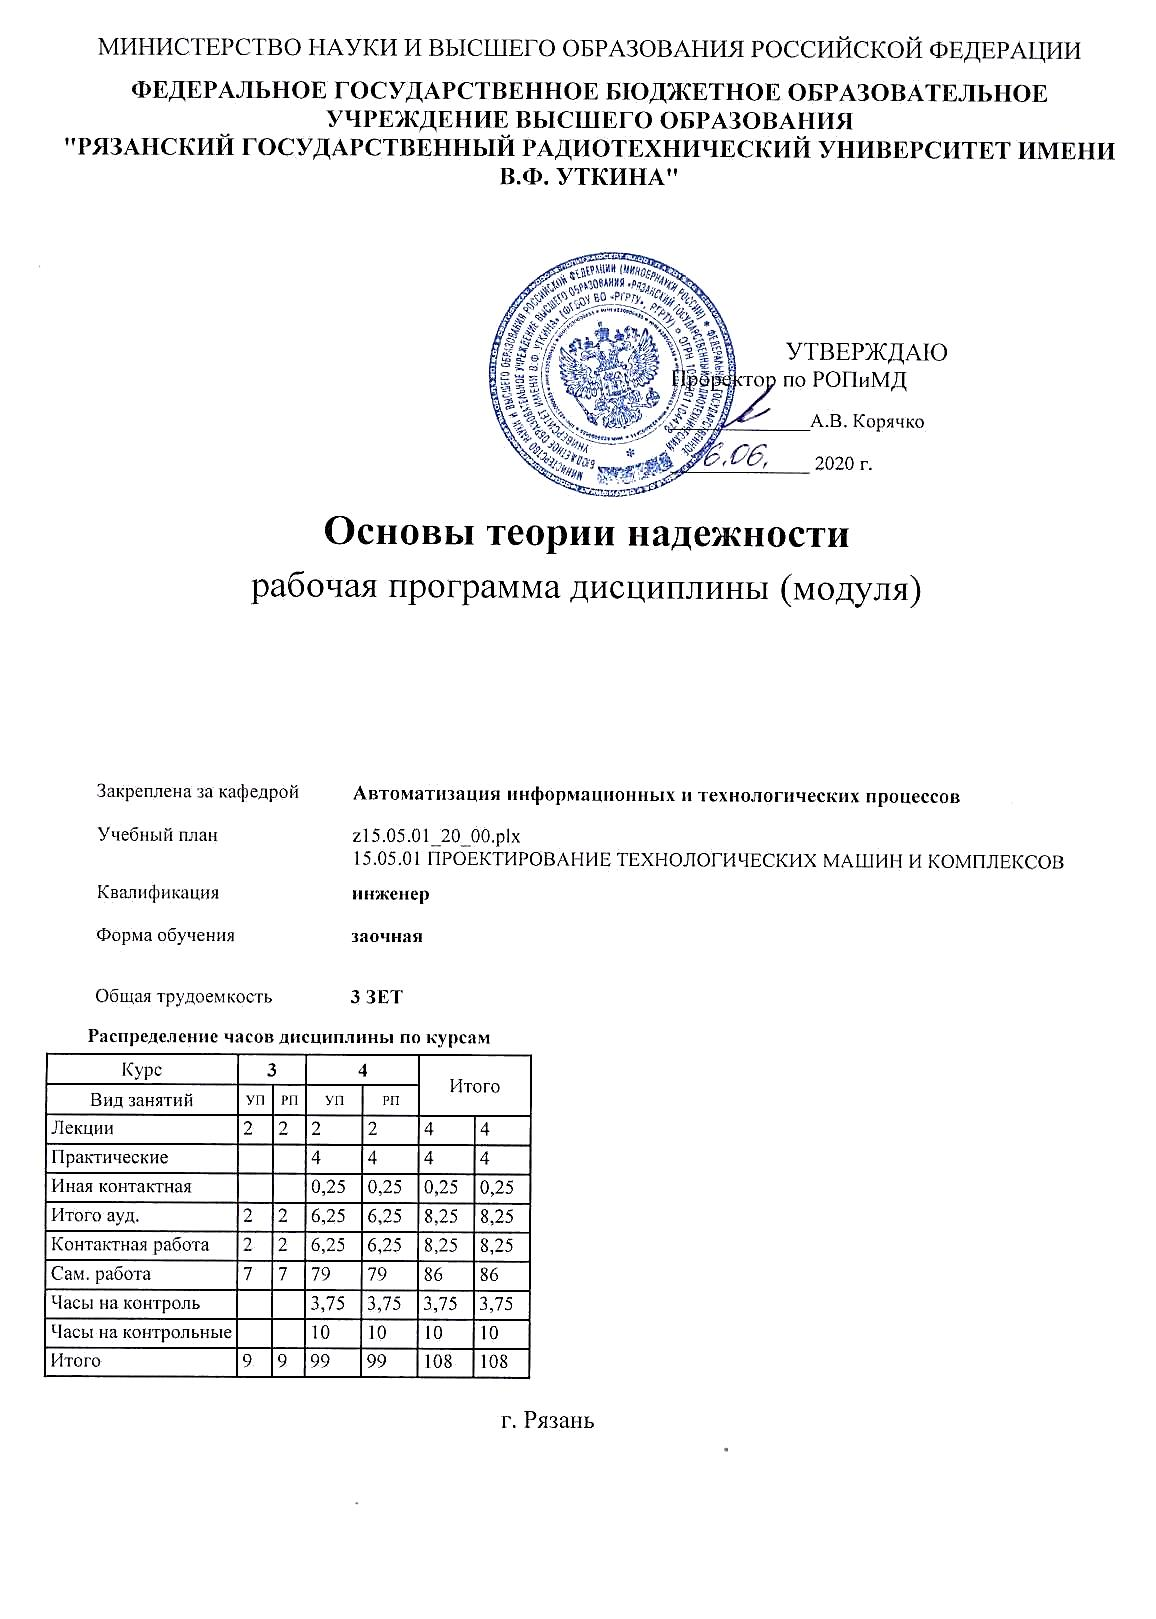 МИНИСТЕРСТВО НАУКИ И ВЫСШЕГО ОБРАЗОВАНИЯ РОССИЙСКОЙ ФЕДЕРАЦИИ
ФЕДЕРАЛЬНОЕ ГОСУДАРСТВЕННОЕ БЮДЖЕТНОЕ ОБРАЗОВАТЕЛЬНОЕ
УЧРЕЖДЕНИЕ ВЫСШЕГО ОБРАЗОВАНИЯ
"РЯЗАНСКИЙ ГОСУДАРСТВЕННЫЙ РАДИОТЕХНИЧЕСКИЙ УНИВЕРСИТЕТ ИМЕНИ
В.Ф. УТКИНА"
УТВЕРЖДАЮ
Проректор по РОПиМД
А.В. Корячко
6.06. 2020 г.
Основы теории надежности
рабочая программа дисциплины (модуля)
Закреплена за кафедрой Автоматизация информационных и технологических процессов
Учебный план z15.05.01_20_00.plx
15.05.01 ПРОЕКТИРОВАНИЕ ТЕХНОЛОГИЧЕСКИХ МАШИН И КОМПЛЕКСОВ
Квалификация инженер
Форма обучения заочная
Общая трудоемкость 3 ЗЕТ
Распределение часов дисциплины по курсам
Курс 3 4 Итого
Вид занятий УП РП УП РП
Лекции 2 2 2 2 4 4
Практические 4 4 4 4
Иная контактная 0,25 0,25 0,25 0,25
Итого ауд. 2 2 6,25 6,25 8,25 8,25
Контактная работа 2 2 6,25 6,25 8,25 8,25
Сам. работа 7 7 79 79 86 86
Часы на контроль 3,75 3,75 3,75 3,75
Часы на контрольные 10 10 10 10
Итого 9 9 99 99 108 108
г. Рязань